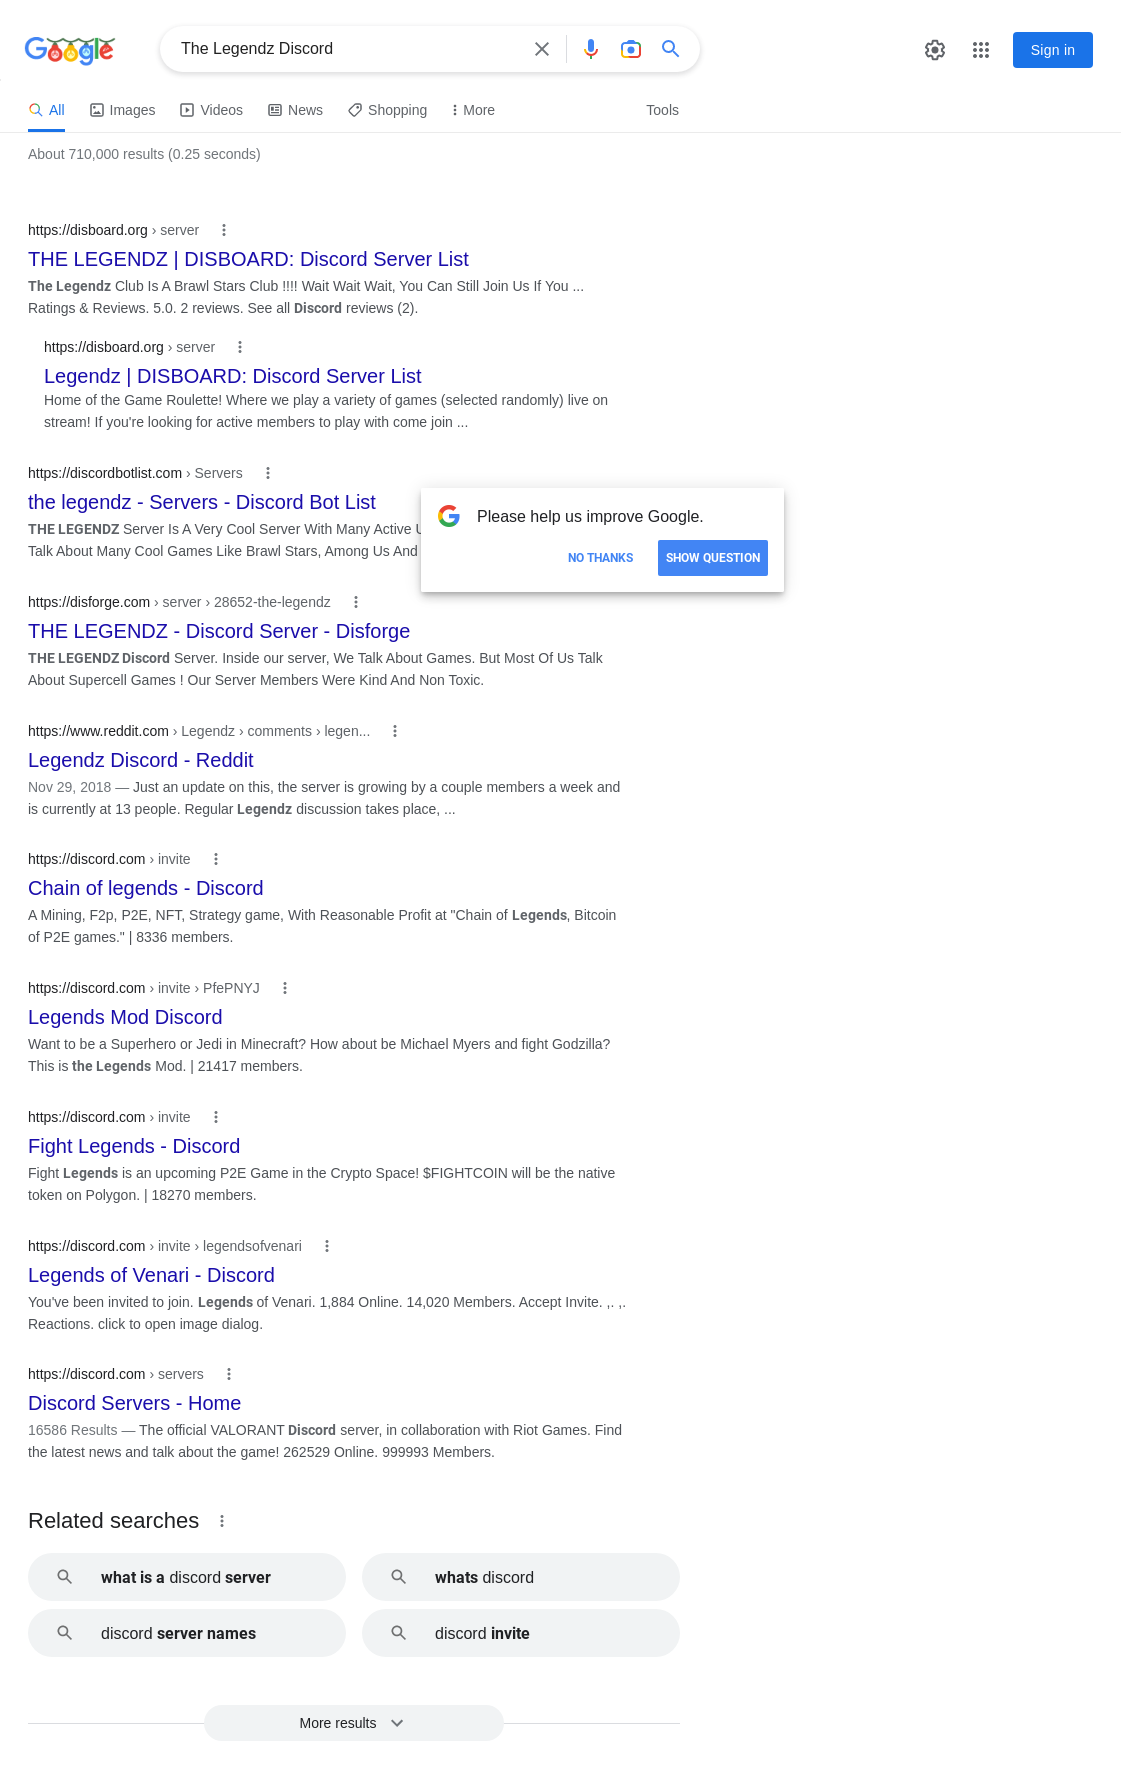 Google
The Legendz Discord
Sign in
All
Images
Videos
News
Shopping
More
Tools
About 710,000 results (0.25 seconds)
https://disboard.org › server
THE LEGENDZ | DISBOARD: Discord Server List
The Legendz Club Is A Brawl Stars Club !!!! Wait Wait Wait, You Can Still Join Us If You ...
Ratings & Reviews. 5.0. 2 reviews. See all Discord reviews (2).
https://disboard.org › server
Legendz | DISBOARD: Discord Server List
Home of the Game Roulette! Where we play a variety of games (selected randomly) live on
stream! If you're looking for active members to play with come join ...
https://discordbotlist.com › Servers
the legendz - Servers - Discord Bot List
THE LEGENDZ Server Is A Very Cool Server With Many Active
Talk About Many Cool Games Like Brawl Stars, Among Us And
Please help us improve Google.
NO THANKS
SHOW QUESTION
https://disforge.com › server › 28652-the-legendz
THE LEGENDZ - Discord Server - Disforge
THE LEGENDZ Discord Server. Inside our server, We Talk About Games. But Most Of Us Talk
About Supercell Games ! Our Server Members Were Kind And Non Toxic.
https://www.reddit.com › Legendz › comments › legen...
Legendz Discord - Reddit
Nov 29, 2018 — Just an update on this, the server is growing by a couple members a week and
is currently at 13 people. Regular Legendz discussion takes place, ...
https://discord.com › invite
Chain of legends - Discord
A Mining, F2p, P2E, NFT, Strategy game, With Reasonable Profit at "Chain of Legends, Bitcoin
of P2E games." | 8336 members.
https://discord.com › invite › PfePNYJ
Legends Mod Discord
Want to be a Superhero or Jedi in Minecraft? How about be Michael Myers and fight Godzilla?
This is the Legends Mod. | 21417 members.
https://discord.com › invite
Fight Legends - Discord
Fight Legends is an upcoming P2E Game in the Crypto Space! $FIGHTCOIN will be the native
token on Polygon. | 18270 members.
https://discord.com › invite › legendsofvenari
Legends of Venari - Discord
You've been invited to join. Legends of Venari. 1,884 Online. 14,020 Members. Accept Invite. ,. ,.
Reactions. click to open image dialog.
https://discord.com › servers
Discord Servers - Home
16586 Results — The official VALORANT Discord server, in collaboration with Riot Games. Find
the latest news and talk about the game! 262529 Online. 999993 Members.
Related searches
what is a discord server
whats discord
discord server names
discord invite
More results